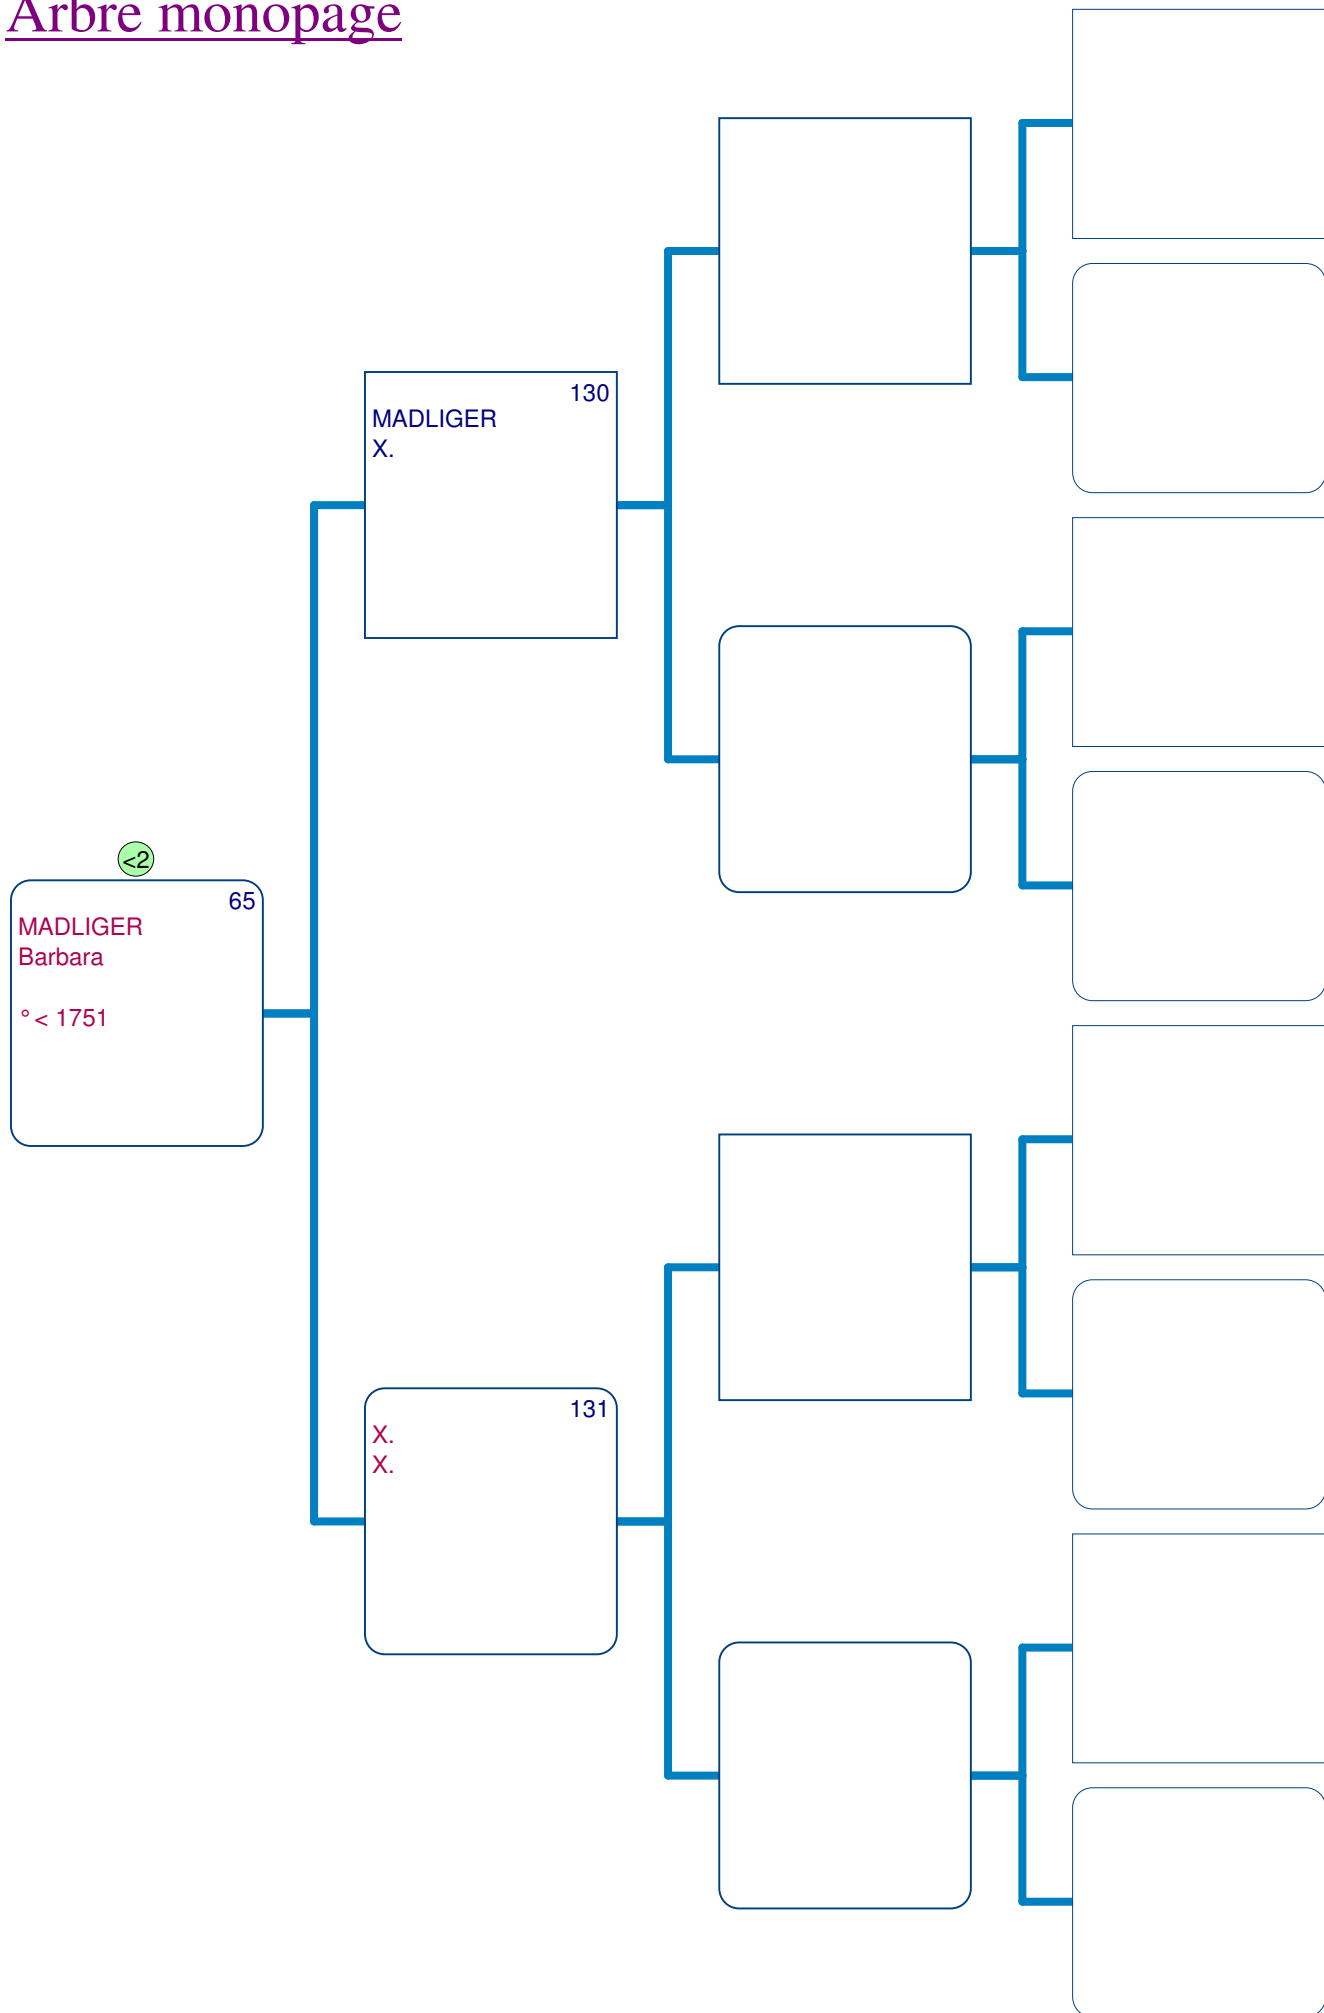 Arbre monopage
130
MADLIGER
X.
<2
65
MADLIGER
Barbara
° < 1751
131
X.
X.